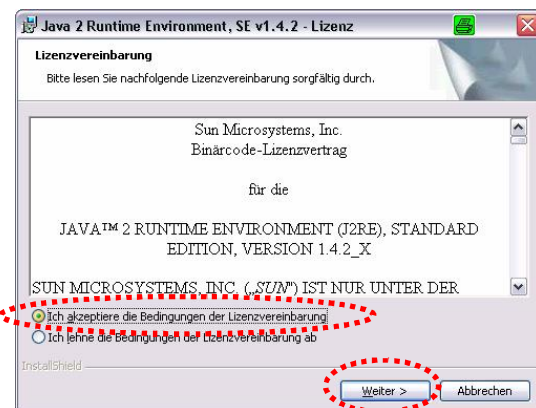 Java 2 Runtime Environment, SE v1.4.2 - Lizenz
Lizenzvereinbarung
Bitte lesen Sie nachfolgende Lizenzvereinbarung sorgfältig durch.
Sun Microsystems, Inc.
Binärcode-Lizenzvertrag
für die
JAVA™ 2 RUNTIME ENVIRONMENT (J2RE), STANDARD
EDITION, VERSION 1.4.2_X
SUN MICROSYSTEMS, INC. („SUN") IST NUR UNTER DER
Ich akzeptiere die Bedingungen der Lizenzvereinbarung
Ich lehne die Bedingungen der Lizenzvereinbarung ab
InstallShield
Weiter > Abbrechen